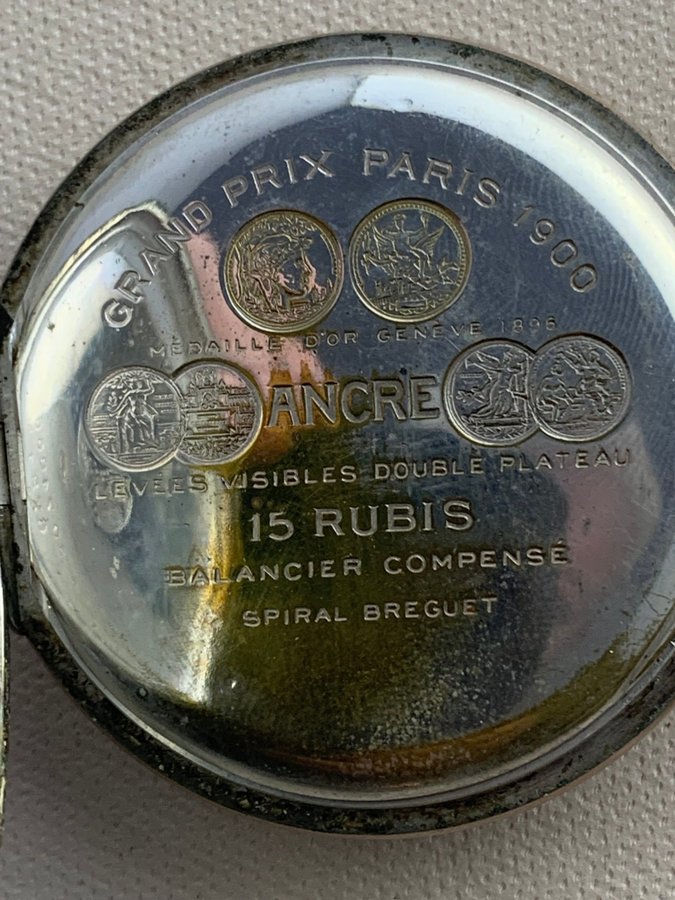 GRAND PRIX PARIS 1900
MÉDAILLE D'OR GENÈVE 1896
ANCRE
LEVÉES VISIBLES DOUBLE PLATEAU
15 RUBIS
BALANCIER COMPENSÉ
SPIRAL BREGUET